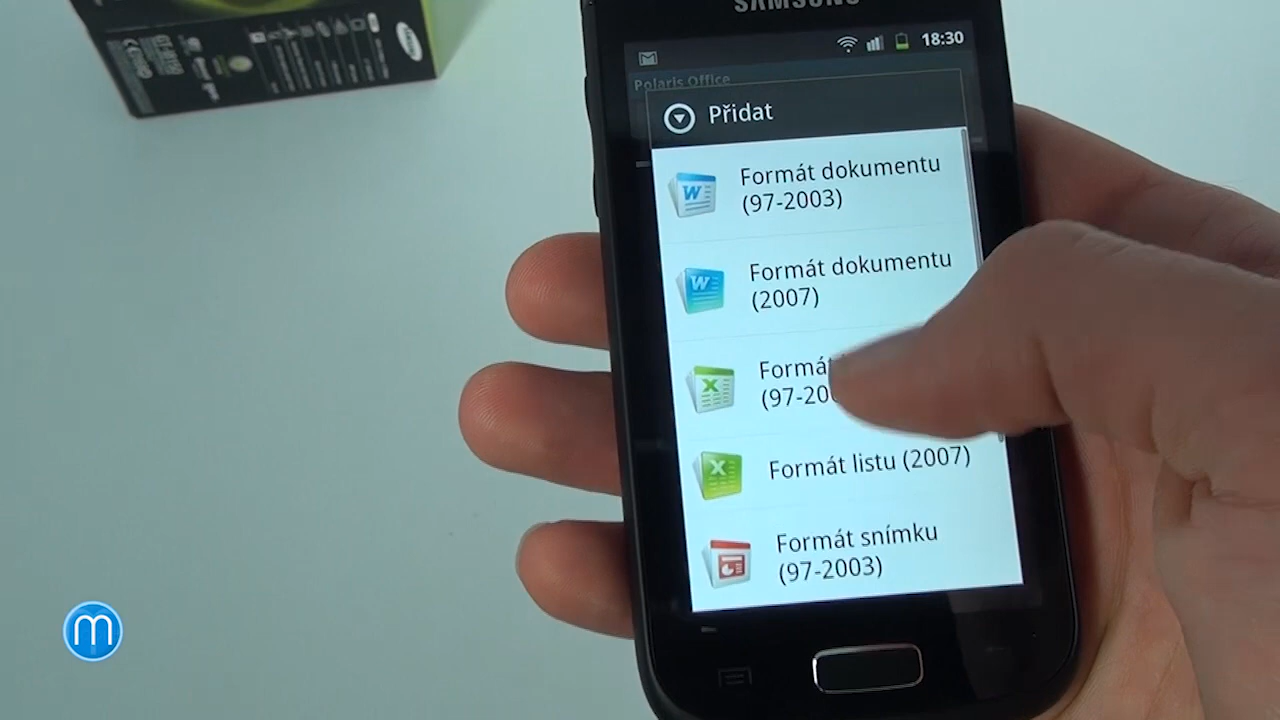 SAMSUNG
18:30
Polaris Office
Přidat
Formát dokumentu
(97-2003)
Formát dokumentu
(2007)
Formá
(97-20
Formát listu (2007)
Formát snímku
(97-2003)
m